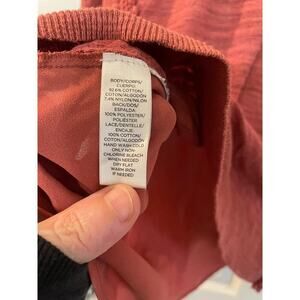 BODY/CORPS/
CUERPO:
92.6% COTTON/
COTON/ALGODÓN
7.4% NYLON/NILÓN
BACK/DOS/
ESPALDA:
100% POLYESTER/
POLIÉSTER
LACE/DENTELLE/
ENCAJE:
100% COTTON/
COTON/ALGODÓN
HAND WASH COLD
ONLY NON-
CHLORINE BLEACH
WHEN NEEDED
DRY FLAT
WARM IRON
IF NEEDED